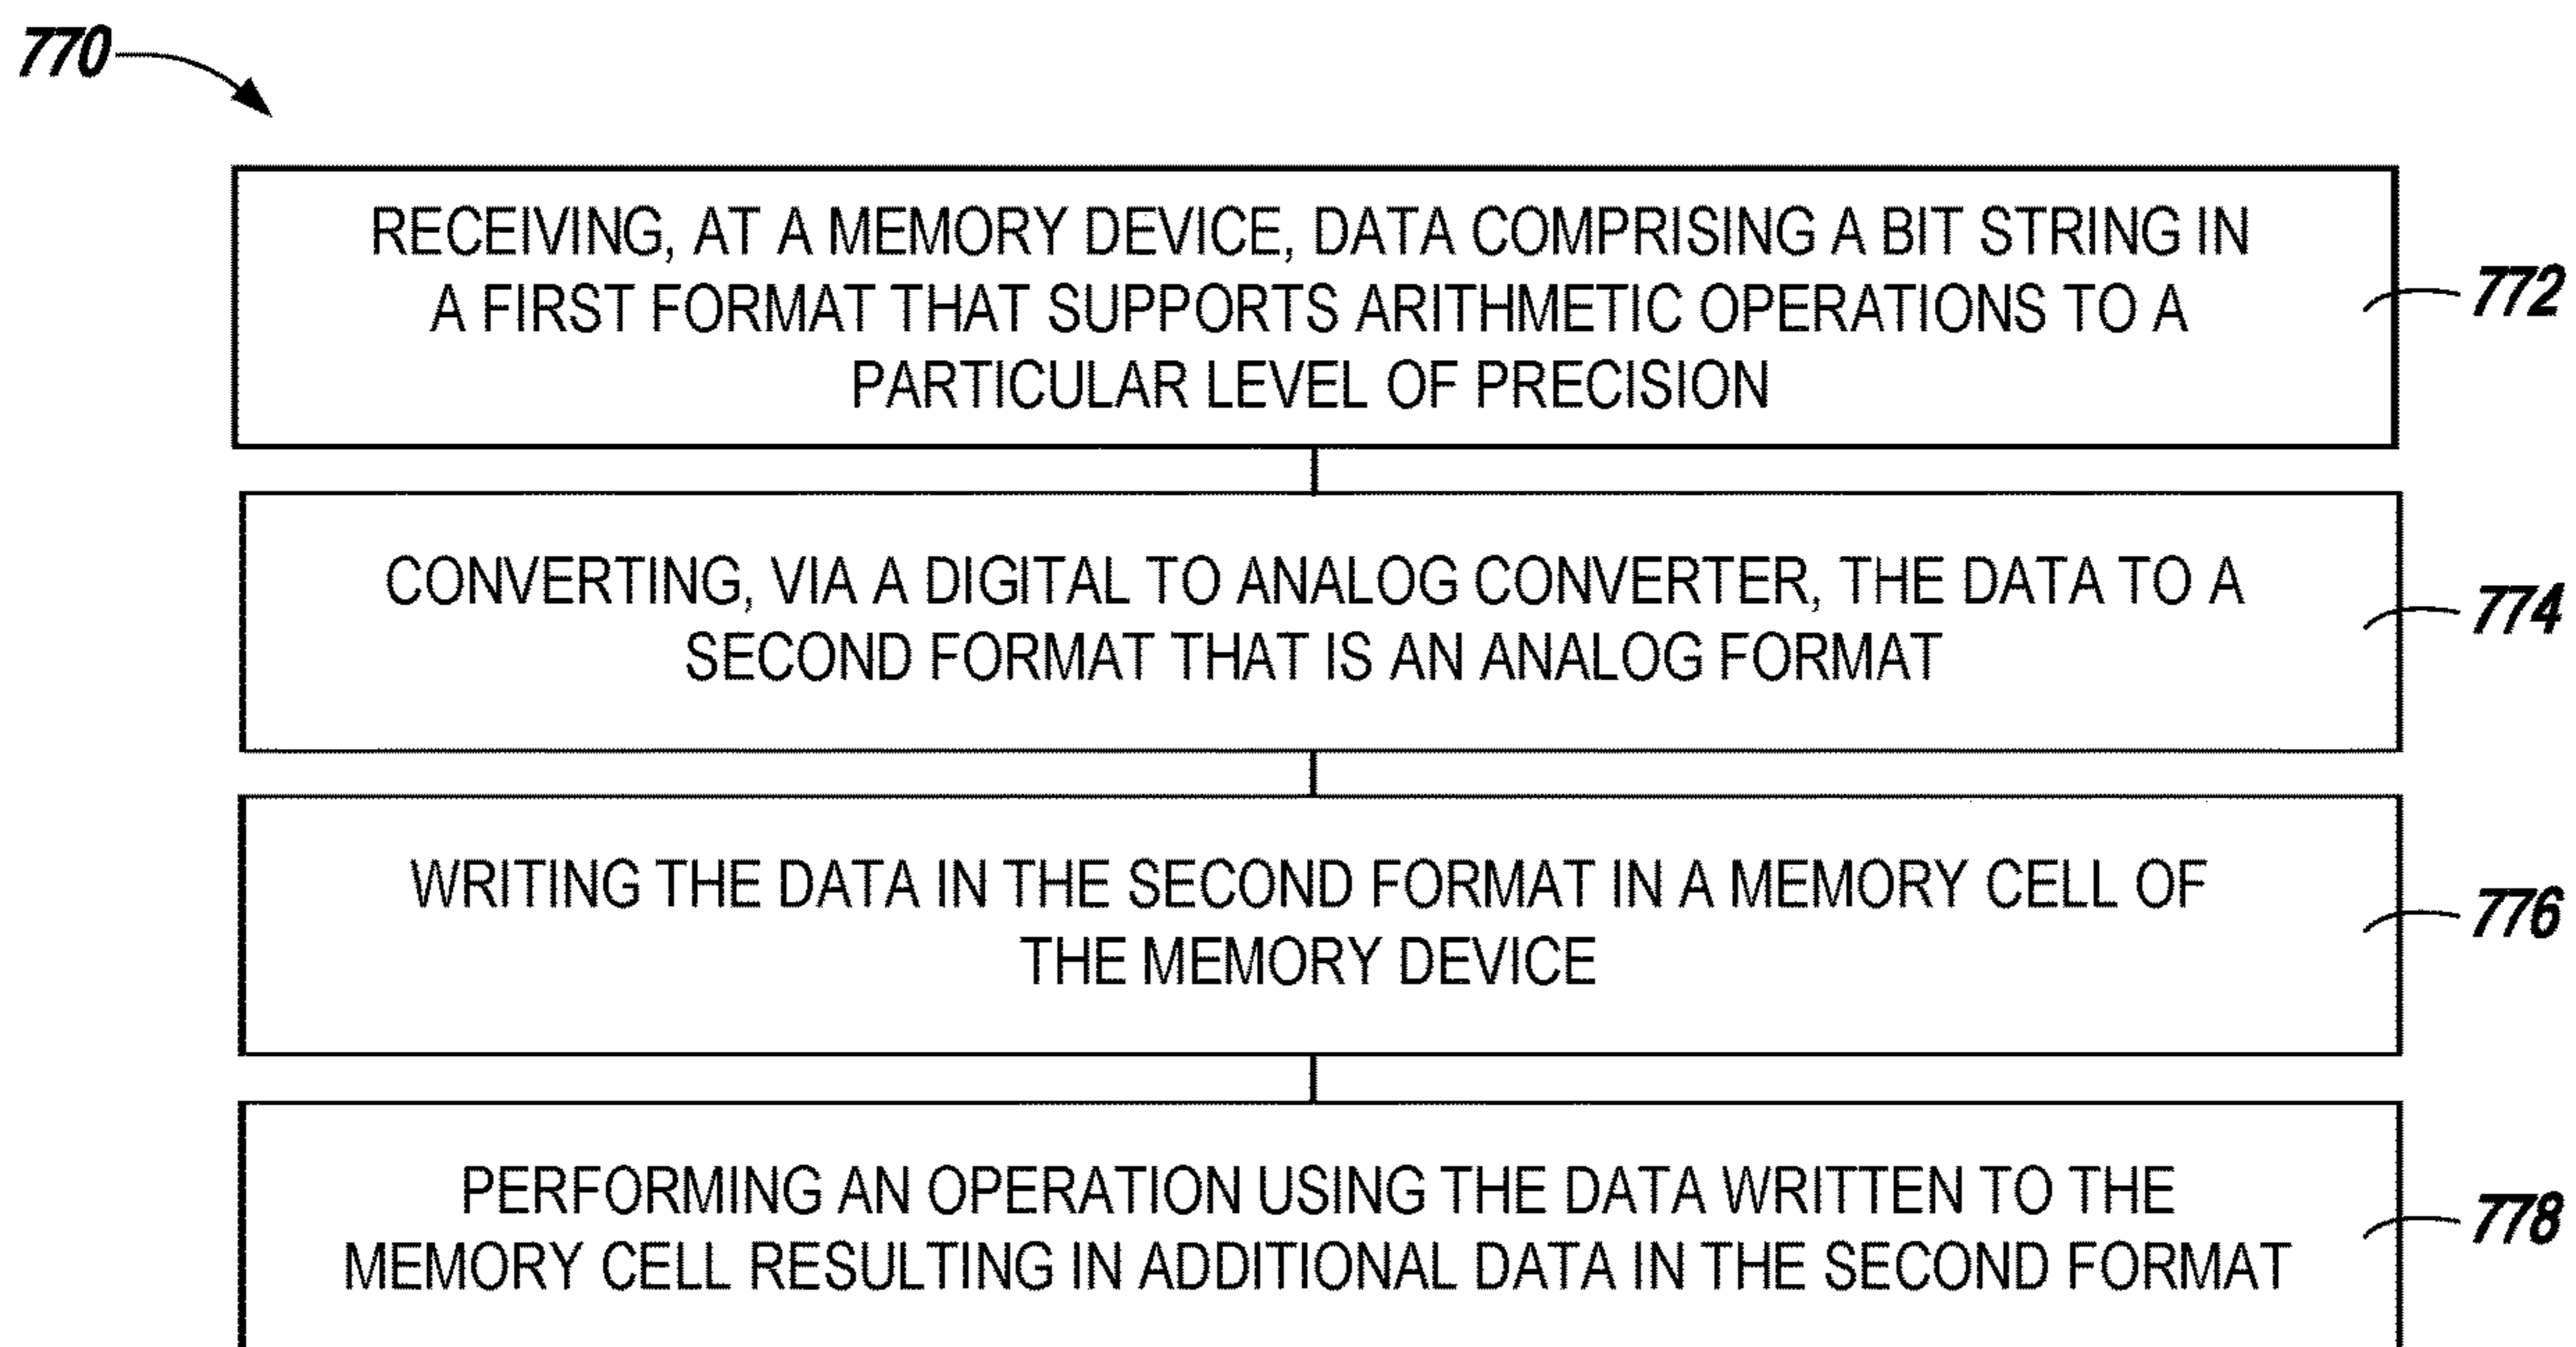 770
RECEIVING, AT A MEMORY DEVICE, DATA COMPRISING A BIT STRING IN
A FIRST FORMAT THAT SUPPORTS ARITHMETIC OPERATIONS TO A
PARTICULAR LEVEL OF PRECISION
772
CONVERTING, VIA A DIGITAL TO ANALOG CONVERTER, THE DATA TO A
SECOND FORMAT THAT IS AN ANALOG FORMAT
774
WRITING THE DATA IN THE SECOND FORMAT IN A MEMORY CELL OF
THE MEMORY DEVICE
776
PERFORMING AN OPERATION USING THE DATA WRITTEN TO THE
MEMORY CELL RESULTING IN ADDITIONAL DATA IN THE SECOND FORMAT
778